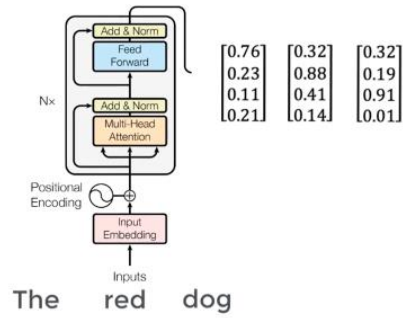 Add & Norm
Feed
Forward
Nx
Add & Norm
Multi-Head
Attention
Positional
Encoding
Input
Embedding
Inputs
The red dog
[0.76] [0.32] [0.32]
0.23 0.88 0.19
0.11 0.41 0.91
[0.21] [0.14] [0.01]